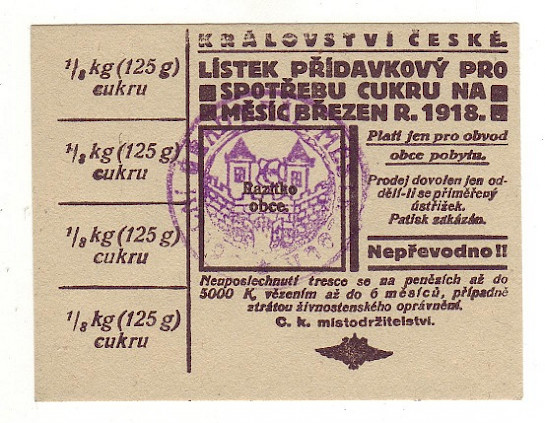 1/8 kg (125 g)
cukru
1/8 kg (125 g)
cukru
1/8 kg (125 g)
cukru
1/8 kg (125 g)
cukru
KRÁLOVSTVÍ ČESKÉ.
LÍSTEK PŘÍDAVKOVÝ PRO
SPOTŘEBU CUKRU NA
MĚSÍC BŘEZEN R. 1918.
Razítko
obce.
Platí jen pro obvod
obce pobytu.
Prodej dovolen jen od-
dělí-li se přiměřený
ústřižek.
Patisk zakázán.
Nepřevodno!!
Neuposlechnutí tresce se na penězích až do
5000 K, vězením až do 6 měsíců, případně
ztrátou živnostenského oprávnění.
C. k. místodržitelství.